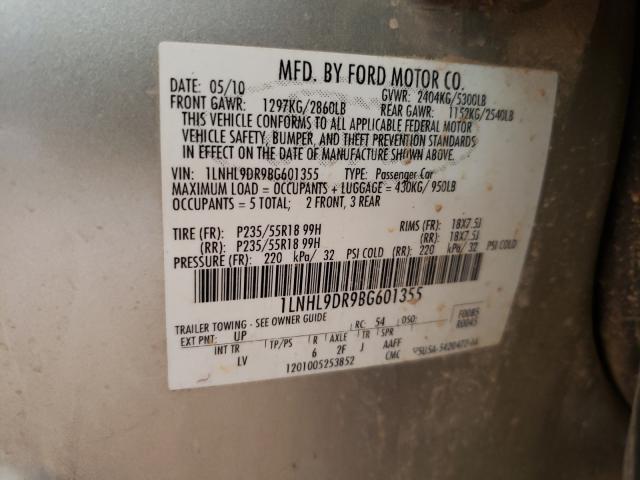 MFD. BY FORD MOTOR CO.
DATE: 05/10 GVWR: 2404KG/5300LB
FRONT GAWR: 1297KG/2860LB REAR GAWR: 1152KG/2540LB
THIS VEHICLE CONFORMS TO ALL APPLICABLE FEDERAL MOTOR
VEHICLE SAFETY, BUMPER, AND THEFT PREVENTION STANDARDS
IN EFFECT ON THE DATE OF MANUFACTURE SHOWN ABOVE.
VIN: 1LNHL9DR9BG601355 TYPE: Passenger Car
MAXIMUM LOAD = OCCUPANTS + LUGGAGE = 430KG/ 950LB
OCCUPANTS = 5 TOTAL; 2 FRONT, 3 REAR
TIRE (FR): P235/55R18 99H RIMS (FR): 18X7.5J
(RR): P235/55R18 99H (RR): 18X7.5J
PRESSURE (FR): 220 kPa/ 32 PSI COLD (RR): 220 kPa/ 32 PSI COLD
1LNHL9DR9BG601355
TRAILER TOWING - SEE OWNER GUIDE
F0085
R0045
EXT PNT: UP RC: 54 DSO:
INT TR TP/PS R AXLE TR SPR
LV 6 2F J AAFF
1201005253852 CMC